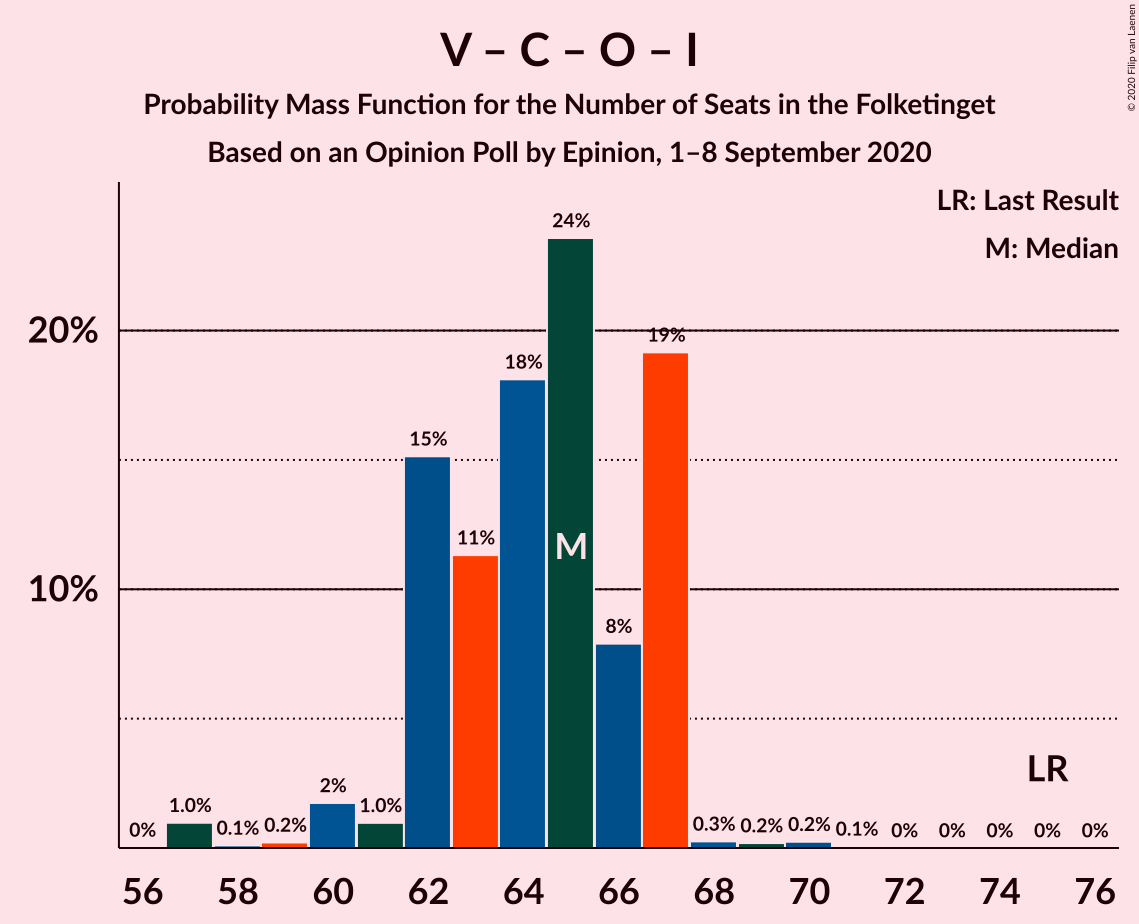 V – C – O – I
Probability Mass Function for the Number of Seats in the Folketinget
Based on an Opinion Poll by Epinion, 1–8 September 2020
© 2020 Filip van Laenen
LR: Last Result
M: Median
20%
10%
0%
1.0%
0.1%
0.2%
2%
1.0%
15%
11%
18%
24%
8%
19%
0.3%
0.2%
0.2%
0.1%
0%
0%
0%
0%
0%
M
LR
56 58 60 62 64 66 68 70 72 74 76